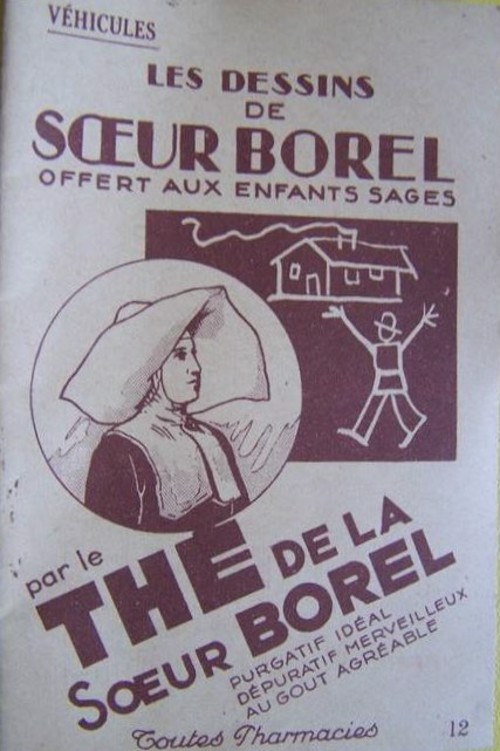 VÉHICULES
LES DESSINS
DE
SŒUR BOREL
OFFERT AUX ENFANTS SAGES
par le
THÉ DE LA
SŒUR BOREL
PURGATIF IDÉAL
DÉPURATIF MERVEILLEUX
AU GOUT AGRÉABLE
Toutes Pharmacies
12